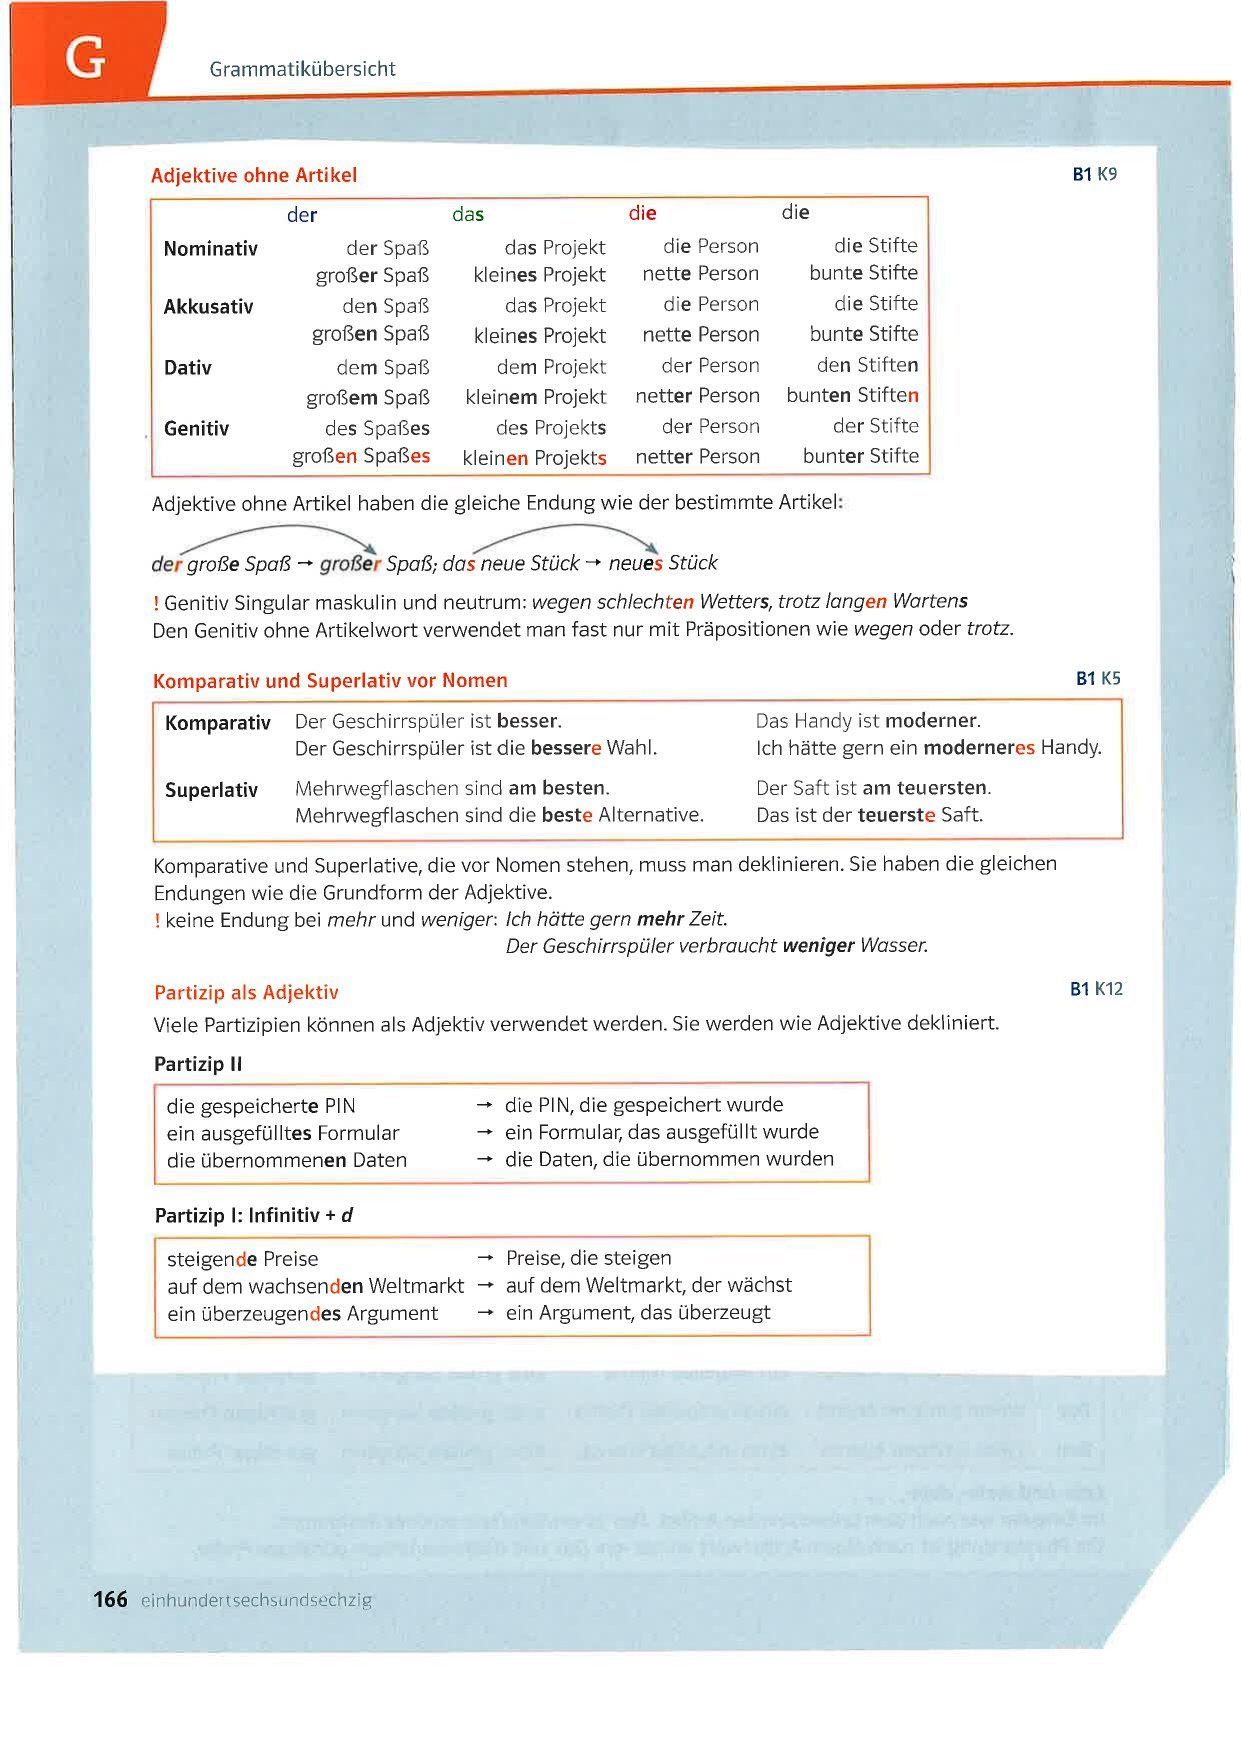 G
Grammatikübersicht
Adjektive ohne Artikel B1 K9
der das die die
Nominativ der Spaß das Projekt die Person die Stifte
großer Spaß kleines Projekt nette Person bunte Stifte
Akkusativ den Spaß das Projekt die Person die Stifte
großen Spaß kleines Projekt nette Person bunte Stifte
Dativ dem Spaß dem Projekt der Person den Stiften
großem Spaß kleinem Projekt netter Person bunten Stiften
Genitiv des Spaßes des Projekts der Person der Stifte
großen Spaßes kleinen Projekts netter Person bunter Stifte
Adjektive ohne Artikel haben die gleiche Endung wie der bestimmte Artikel:
der große Spaß → großer Spaß; das neue Stück → neues Stück
! Genitiv Singular maskulin und neutrum: wegen schlechten Wetters, trotz langen Wartens
Den Genitiv ohne Artikelwort verwendet man fast nur mit Präpositionen wie wegen oder trotz.
Komparativ und Superlativ vor Nomen B1 K5
Komparativ Der Geschirrspüler ist besser. Das Handy ist moderner.
Der Geschirrspüler ist die bessere Wahl. Ich hätte gern ein moderneres Handy.
Superlativ Mehrwegflaschen sind am besten. Der Saft ist am teuersten.
Mehrwegflaschen sind die beste Alternative. Das ist der teuerste Saft.
Komparative und Superlative, die vor Nomen stehen, muss man deklinieren. Sie haben die gleichen
Endungen wie die Grundform der Adjektive.
! keine Endung bei mehr und weniger: Ich hätte gern mehr Zeit.
Der Geschirrspüler verbraucht weniger Wasser.
Partizip als Adjektiv B1 K12
Viele Partizipien können als Adjektiv verwendet werden. Sie werden wie Adjektive dekliniert.
Partizip II
die gespeicherte PIN → die PIN, die gespeichert wurde
ein ausgefülltes Formular → ein Formular, das ausgefüllt wurde
die übernommenen Daten → die Daten, die übernommen wurden
Partizip I: Infinitiv + d
steigende Preise → Preise, die steigen
auf dem wachsenden Weltmarkt → auf dem Weltmarkt, der wächst
ein überzeugendes Argument → ein Argument, das überzeugt
166 einhundertsechsundsechzig